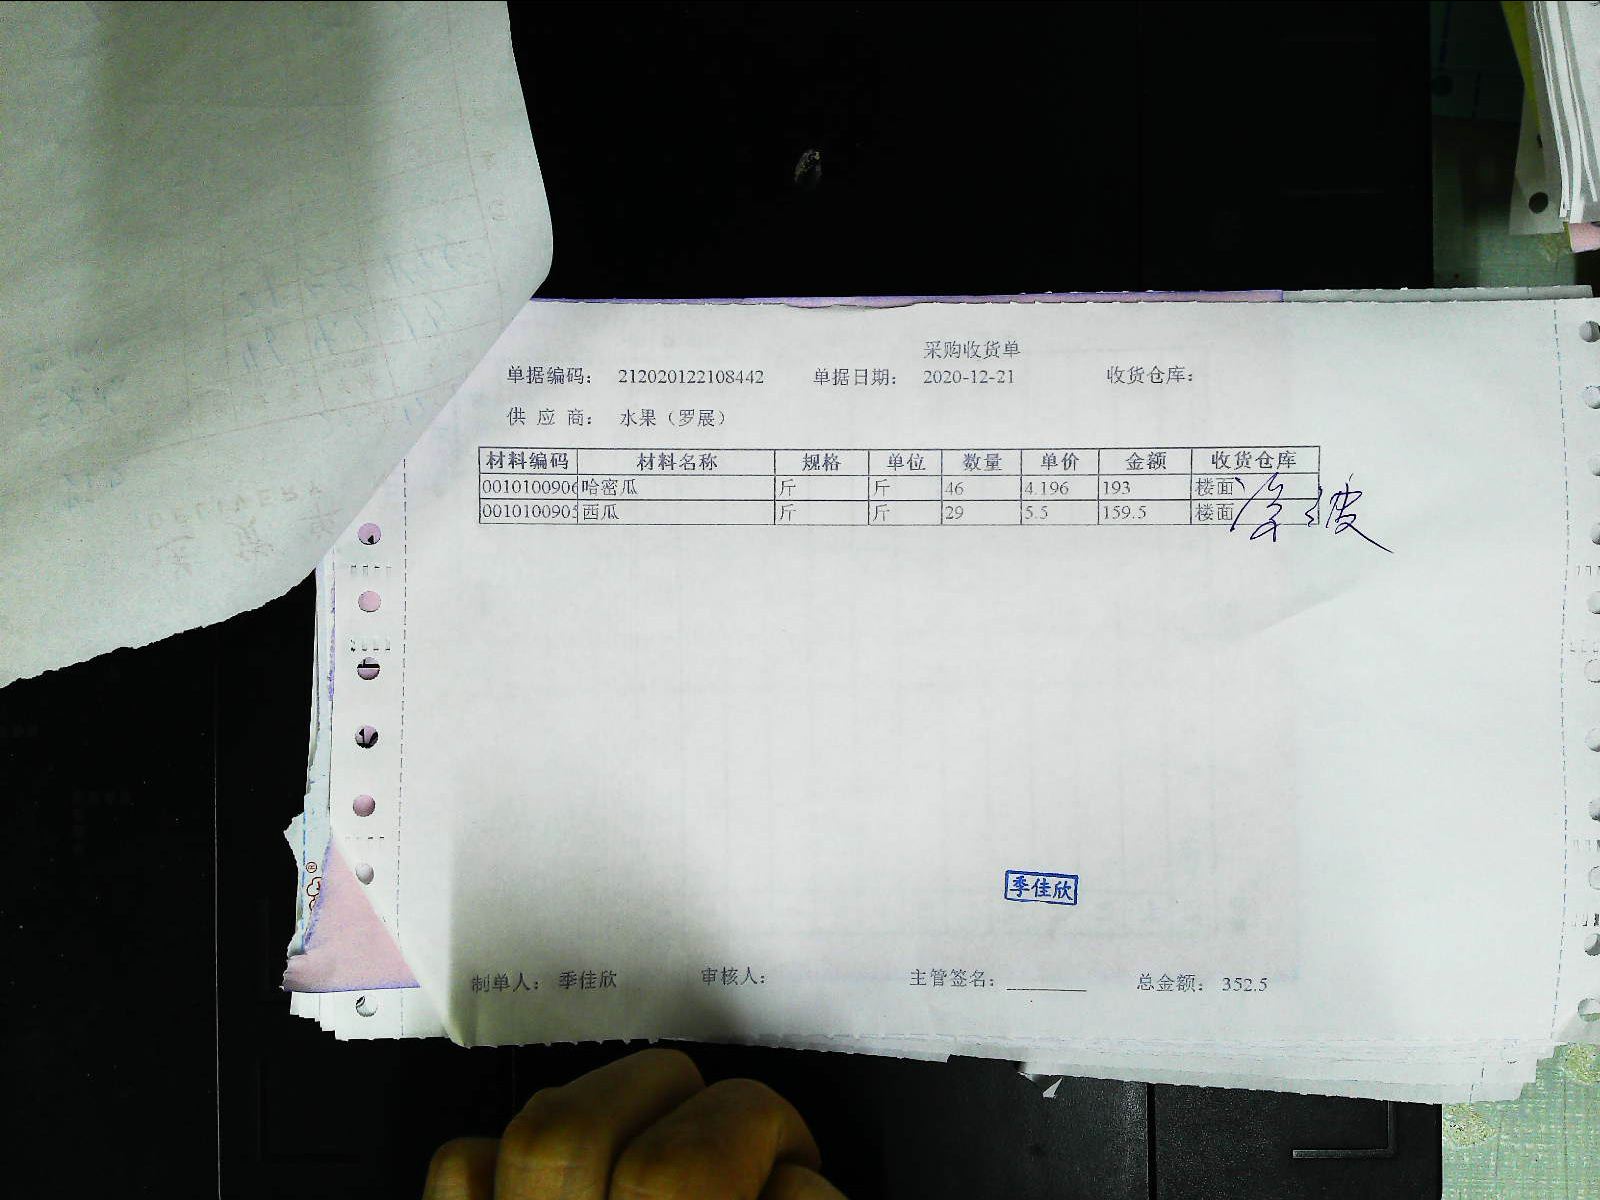 采购收货单
单据编码： 212020122108442 单据日期： 2020-12-21 收货仓库：
供 应 商： 水果（罗展）
材料编码 材料名称 规格 单位 数量 单价 金额 收货仓库
0010100906 哈密瓜 斤 斤 46 4.196 193 楼面
0010100905 西瓜 斤 斤 29 5.5 159.5 楼面
季佳欣
制单人： 季佳欣 审核人： 主管签名：________ 总金额： 352.5